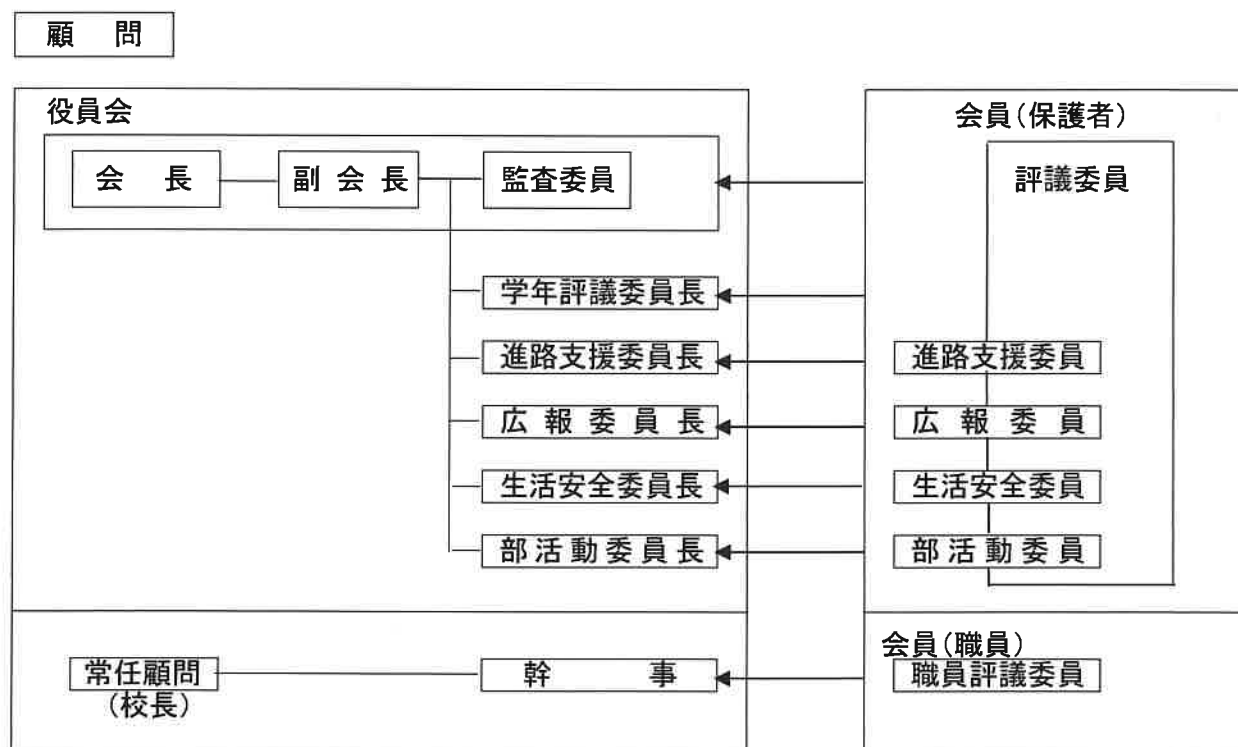 顧問
役員会
会長
副会長
監査委員
学年評議委員長
進路支援委員長
広報委員長
生活安全委員長
部活動委員長
常任顧問
(校長)
幹事
会員(保護者)
評議委員
進路支援委員
広報委員
生活安全委員
部活動委員
会員(職員)
職員評議委員